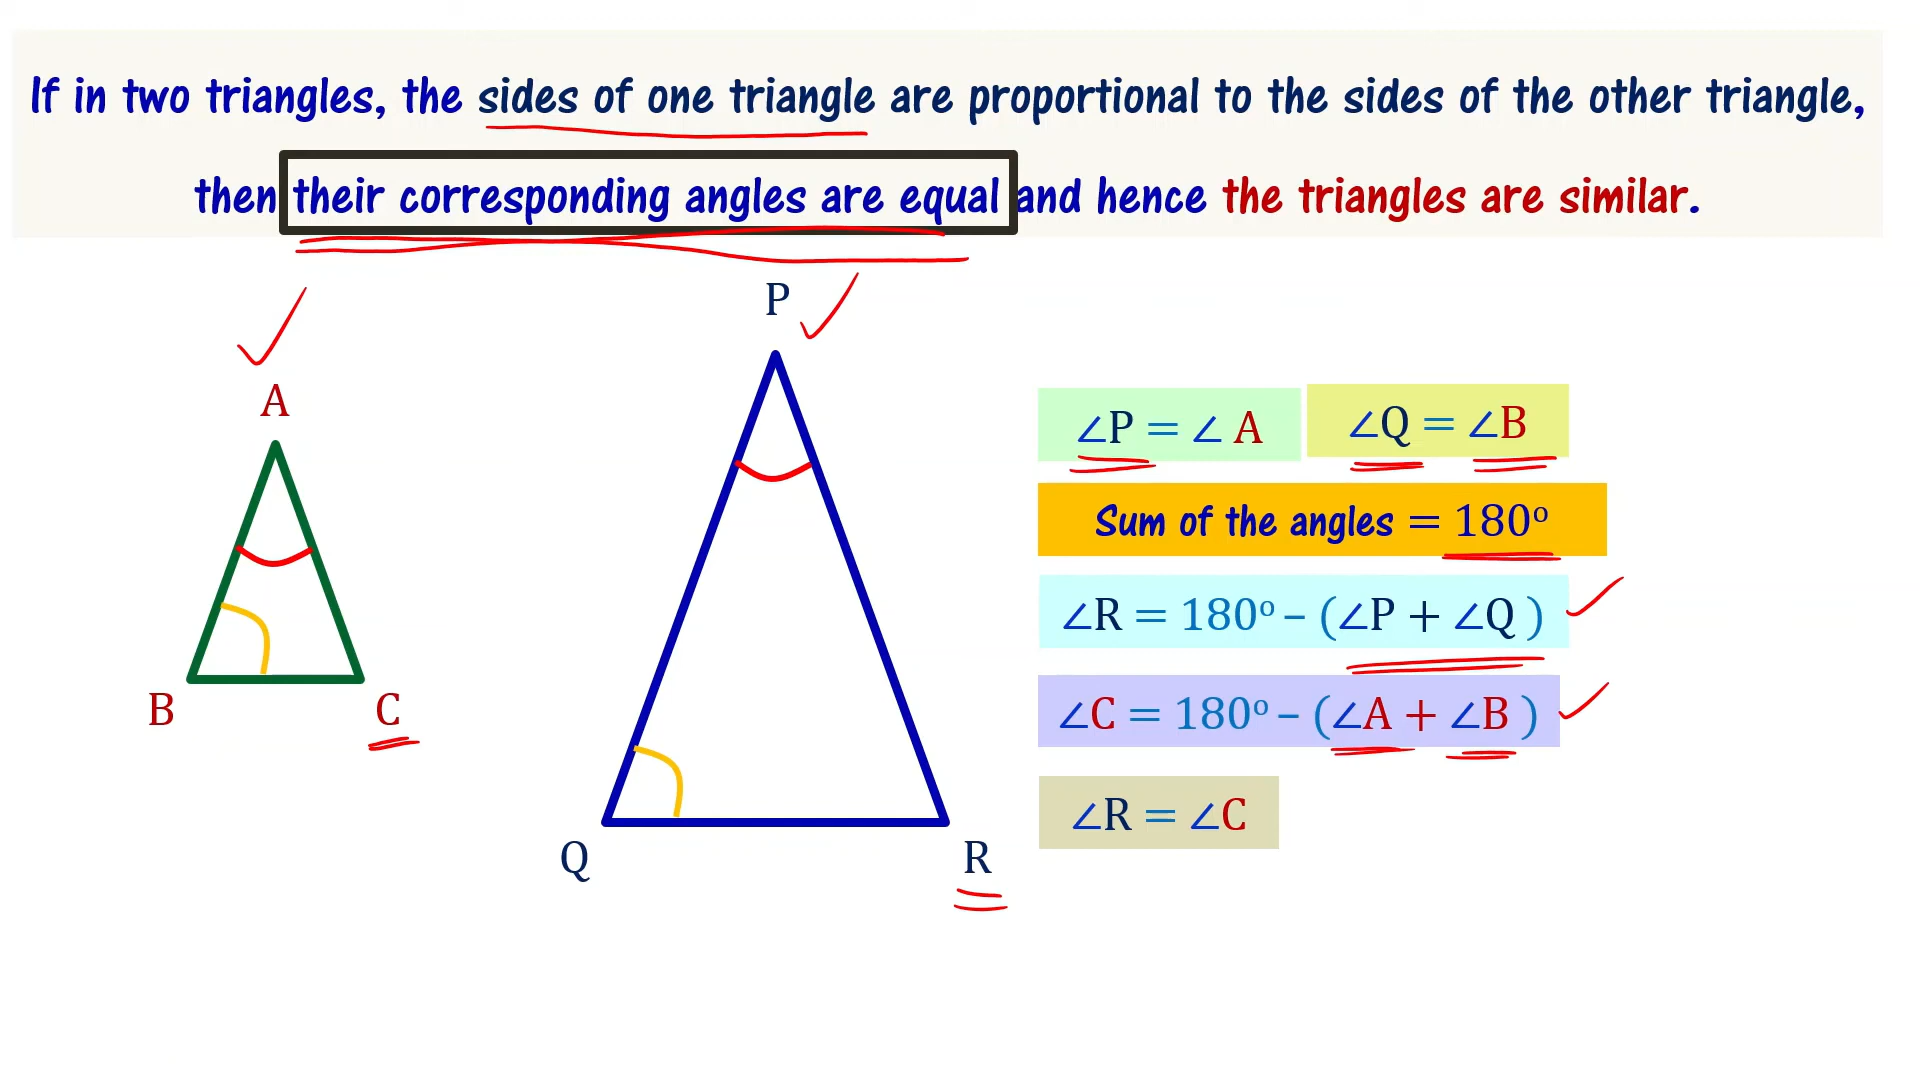 If in two triangles, the sides of one triangle are proportional to the sides of the other triangle,
then their corresponding angles are equal and hence the triangles are similar.
P
A
∠P = ∠ A
∠Q = ∠B
Sum of the angles = 180°
∠R = 180° – (∠P + ∠Q )
B
C
∠C = 180° – (∠A + ∠B )
∠R = ∠C
Q
R